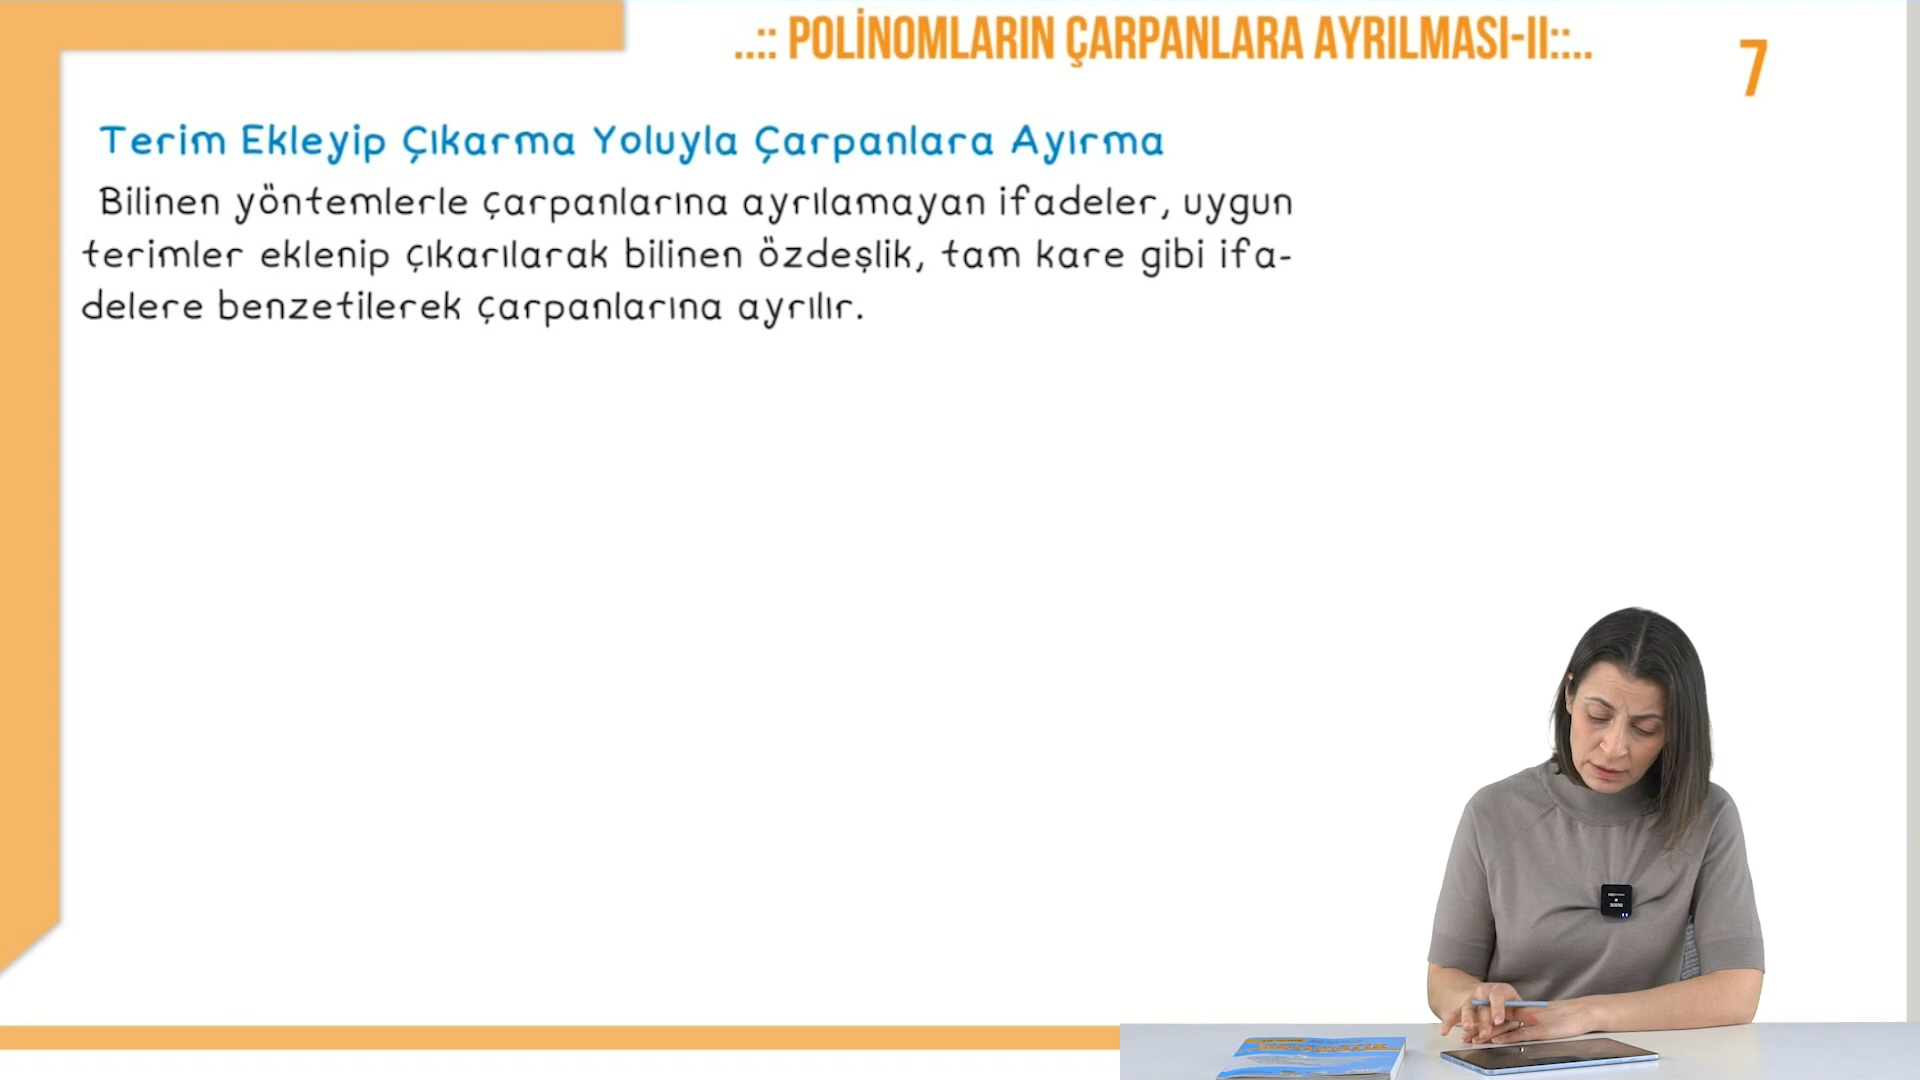 ..:: POLİNOMLARIN ÇARPANLARA AYRILMASI-II::..
7
Terim Ekleyip Çıkarma Yoluyla Çarpanlara Ayırma
Bilinen yöntemlerle çarpanlarına ayrılamayan ifadeler, uygun
terimler eklenip çıkarılarak bilinen özdeşlik, tam kare gibi ifa-
delere benzetilerek çarpanlarına ayrılır.